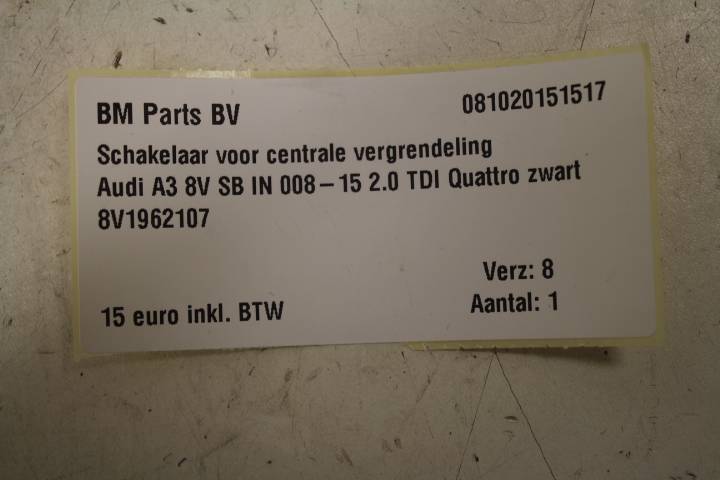 BM Parts BV
081020151517
Schakelaar voor centrale vergrendeling
Audi A3 8V SB IN 008–15 2.0 TDI Quattro zwart
8V1962107
Verz: 8
15 euro inkl. BTW
Aantal: 1